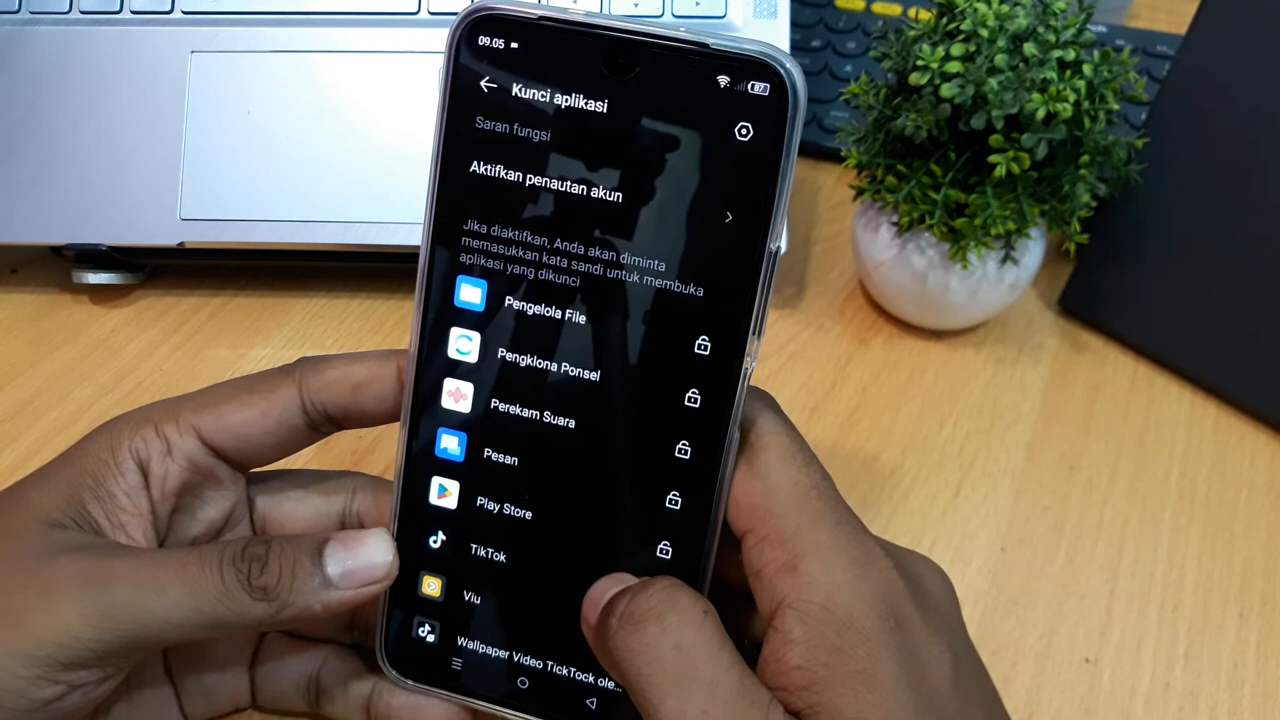 09.05
87
Kunci aplikasi
Saran fungsi
Aktifkan penautan akun
Jika diaktifkan, Anda akan diminta
memasukkan kata sandi untuk membuka
aplikasi yang dikunci
Pengelola File
Pengklona Ponsel
Perekam Suara
Pesan
Play Store
TikTok
Viu
Wallpaper Video TickTock ole...